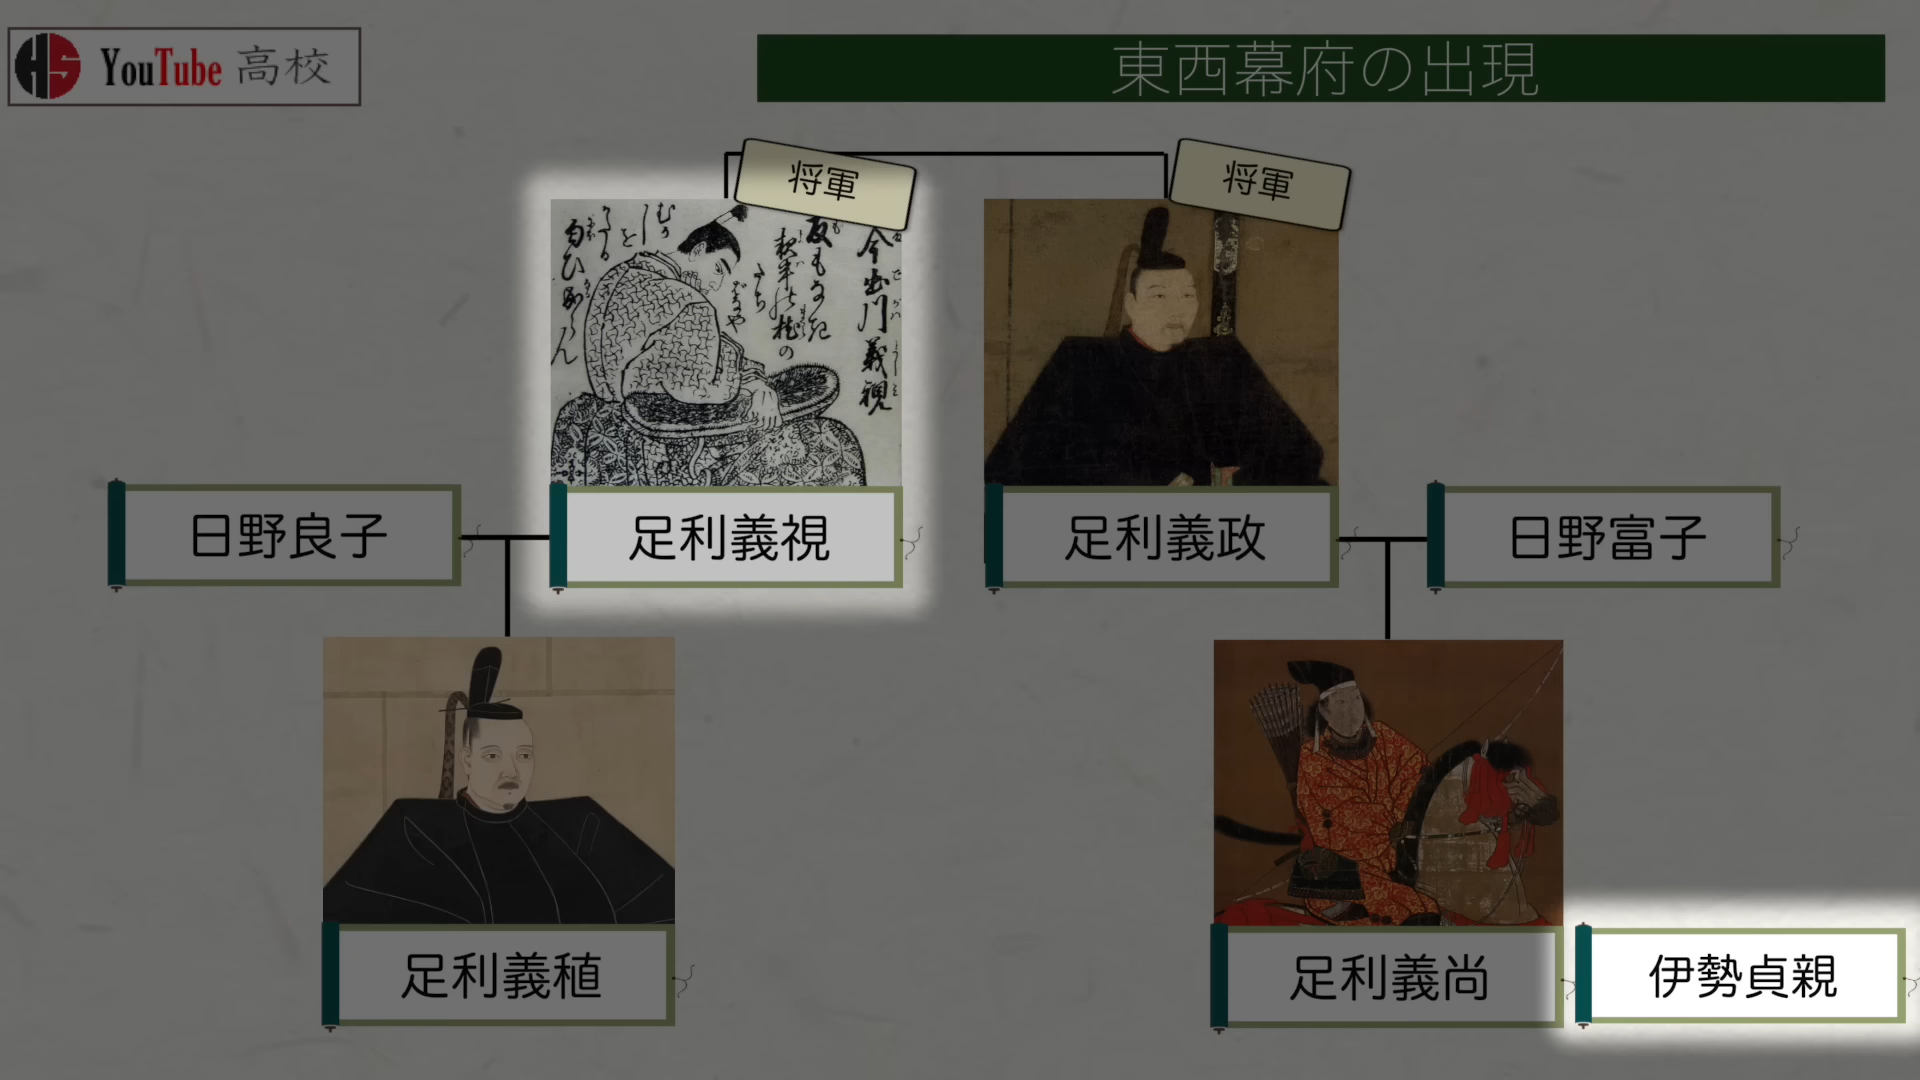 YouTube 高校
東西幕府の出現
将軍
将軍
今出川義視
日野良子
足利義視
足利義政
日野富子
足利義稙
足利義尚
伊勢貞親